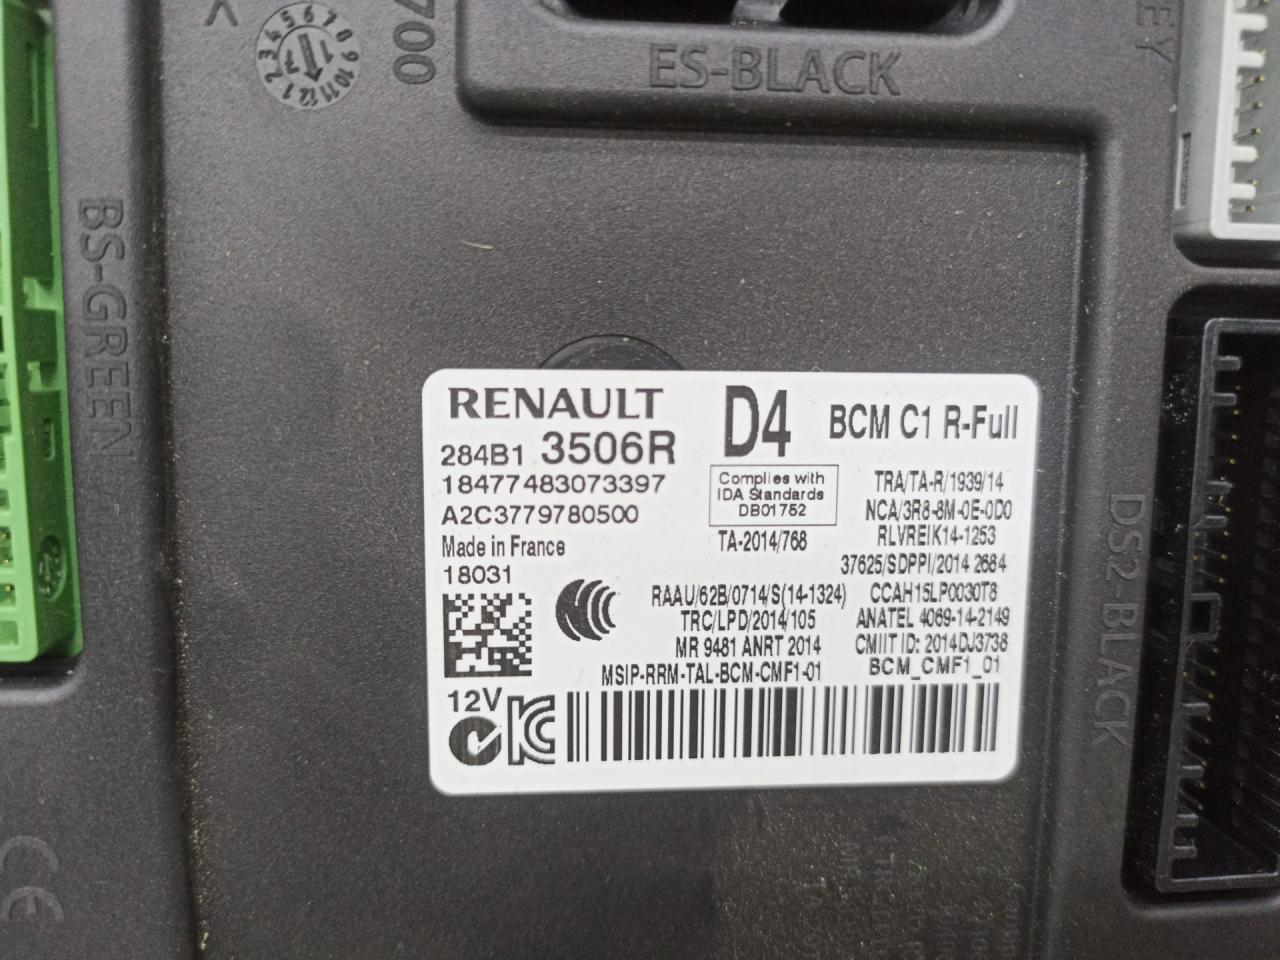 700
ES-BLACK
BS-GREEN
DS2-BLACK
RENAULT
D4
BCM C1 R-Full
284B1 3506R
18477483073397
A2C3779780500
Made in France
18031
Complies with
IDA Standards
DB01752
TA-2014/768
TRA/TA-R/1939/14
NCA/3R8-8M-0E-0D0
RLVREIK14-1253
37625/SDPPI/2014 2684
RAAU/62B/0714/S(14-1324)
CCAH15LP0030T8
TRC/LPD/2014/105
ANATEL 4069-14-2149
MR 9481 ANRT 2014
CMIIT ID: 2014DJ3738
MSIP-RRM-TAL-BCM-CMF1-01
BCM_CMF1_01
12V
CE